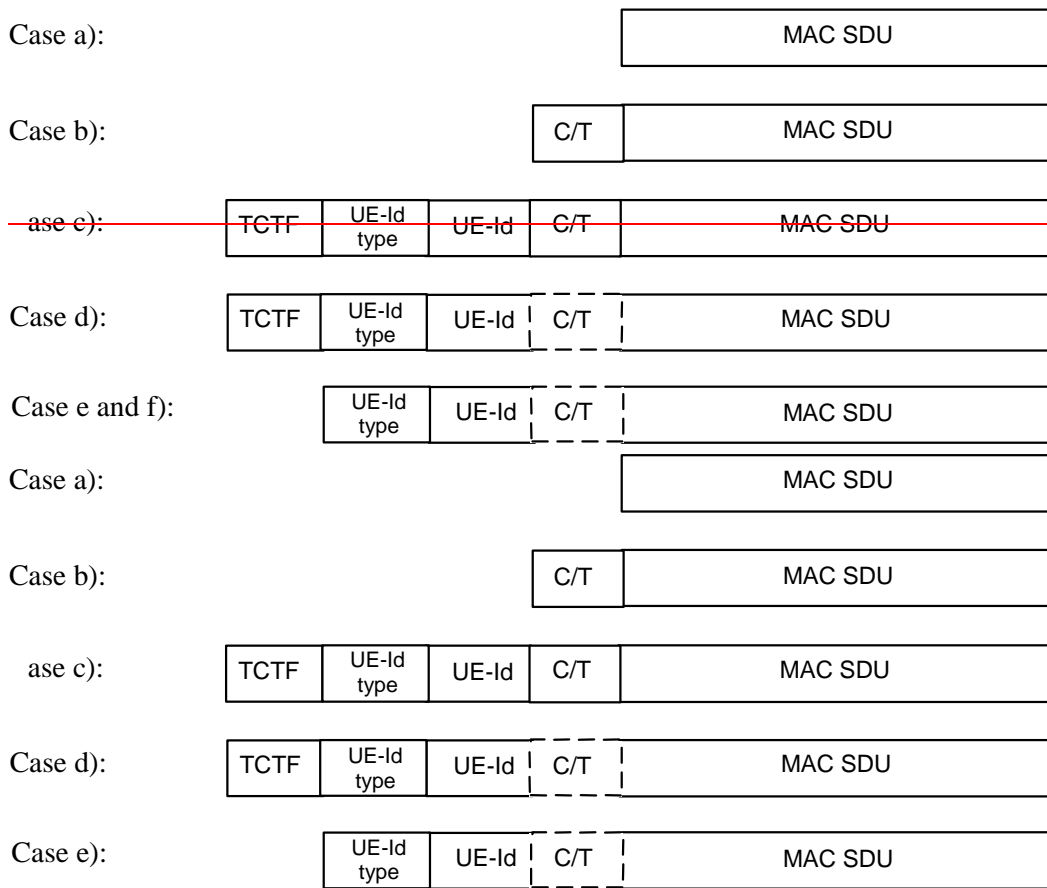 Case a): MAC SDU
Case b): C/T MAC SDU
ase c): TCTF UE-Id type UE-Id C/T MAC SDU
Case d): TCTF UE-Id type UE-Id C/T MAC SDU
Case e and f): UE-Id type UE-Id C/T MAC SDU
Case a): MAC SDU
Case b): C/T MAC SDU
ase c): TCTF UE-Id type UE-Id C/T MAC SDU
Case d): TCTF UE-Id type UE-Id C/T MAC SDU
Case e): UE-Id type UE-Id C/T MAC SDU